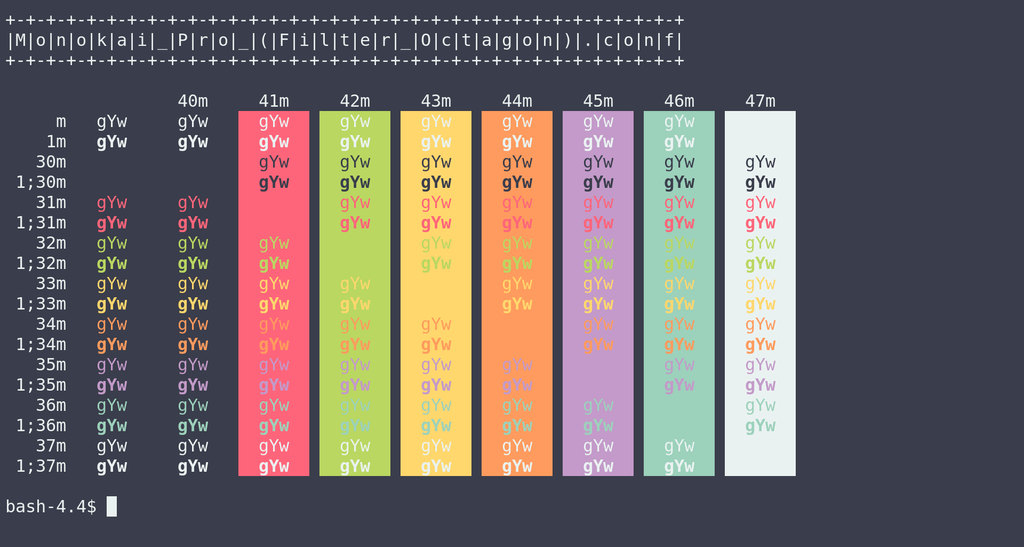 +-+-+-+-+-+-+-+-+-+-+-+-+-+-+-+-+-+-+-+-+-+-+-+-+-+-+-+-+-+-+-+-+-+
|M|o|n|o|k|a|i|_|P|r|o|_|(|F|i|l|t|e|r|_|O|c|t|a|g|o|n|)|.|c|o|n|f|
+-+-+-+-+-+-+-+-+-+-+-+-+-+-+-+-+-+-+-+-+-+-+-+-+-+-+-+-+-+-+-+-+-+
40m 41m 42m 43m 44m 45m 46m 47m
m gYw gYw gYw gYw gYw gYw gYw gYw
1m gYw gYw gYw gYw gYw gYw gYw gYw
30m gYw gYw gYw gYw gYw gYw gYw
1;30m gYw gYw gYw gYw gYw gYw gYw
31m gYw gYw gYw gYw gYw gYw gYw gYw
1;31m gYw gYw gYw gYw gYw gYw gYw gYw
32m gYw gYw gYw gYw gYw gYw gYw gYw
1;32m gYw gYw gYw gYw gYw gYw gYw gYw
33m gYw gYw gYw gYw gYw gYw gYw gYw
1;33m gYw gYw gYw gYw gYw gYw gYw gYw
34m gYw gYw gYw gYw gYw gYw gYw gYw
1;34m gYw gYw gYw gYw gYw gYw gYw gYw
35m gYw gYw gYw gYw gYw gYw gYw gYw
1;35m gYw gYw gYw gYw gYw gYw gYw gYw
36m gYw gYw gYw gYw gYw gYw gYw gYw
1;36m gYw gYw gYw gYw gYw gYw gYw gYw
37m gYw gYw gYw gYw gYw gYw gYw gYw
1;37m gYw gYw gYw gYw gYw gYw gYw gYw
bash-4.4$